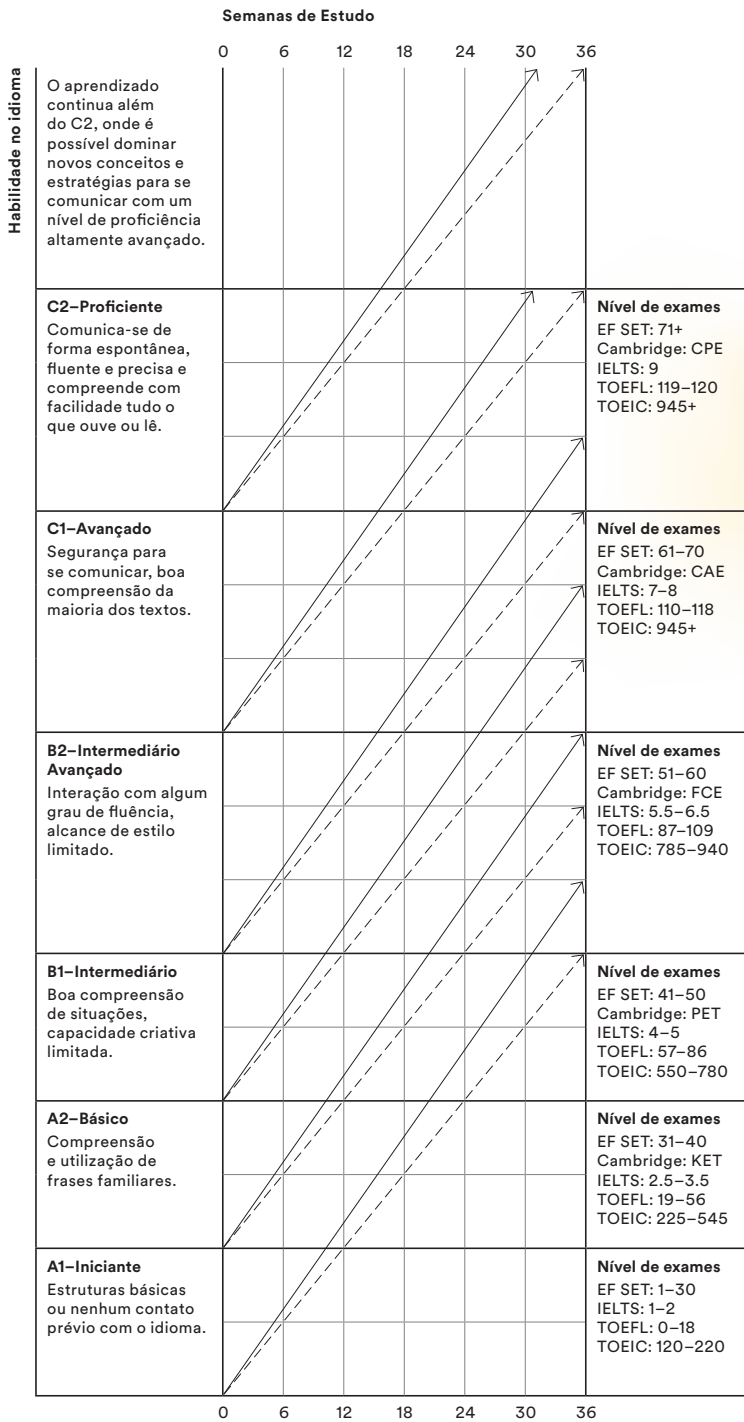 Semanas de Estudo
0 6 12 18 24 30 36
Habilidade no idioma
O aprendizado
continua além
do C2, onde é
possível dominar
novos conceitos e
estratégias para se
comunicar com um
nível de proficiência
altamente avançado.
C2–Proficiente
Comunica-se de
forma espontânea,
fluente e precisa e
compreende com
facilidade tudo o
que ouve ou lê.
Nível de exames
EF SET: 71+
Cambridge: CPE
IELTS: 9
TOEFL: 119–120
TOEIC: 945+
C1–Avançado
Segurança para
se comunicar, boa
compreensão da
maioria dos textos.
Nível de exames
EF SET: 61–70
Cambridge: CAE
IELTS: 7–8
TOEFL: 110–118
TOEIC: 945+
B2–Intermediário
Avançado
Interação com algum
grau de fluência,
alcance de estilo
limitado.
Nível de exames
EF SET: 51–60
Cambridge: FCE
IELTS: 5.5–6.5
TOEFL: 87–109
TOEIC: 785–940
B1–Intermediário
Boa compreensão
de situações,
capacidade criativa
limitada.
Nível de exames
EF SET: 41–50
Cambridge: PET
IELTS: 4–5
TOEFL: 57–86
TOEIC: 550–780
A2–Básico
Compreensão
e utilização de
frases familiares.
Nível de exames
EF SET: 31–40
Cambridge: KET
IELTS: 2.5–3.5
TOEFL: 19–56
TOEIC: 225–545
A1–Iniciante
Estruturas básicas
ou nenhum contato
prévio com o idioma.
Nível de exames
EF SET: 1–30
IELTS: 1–2
TOEFL: 0–18
TOEIC: 120–220
0 6 12 18 24 30 36